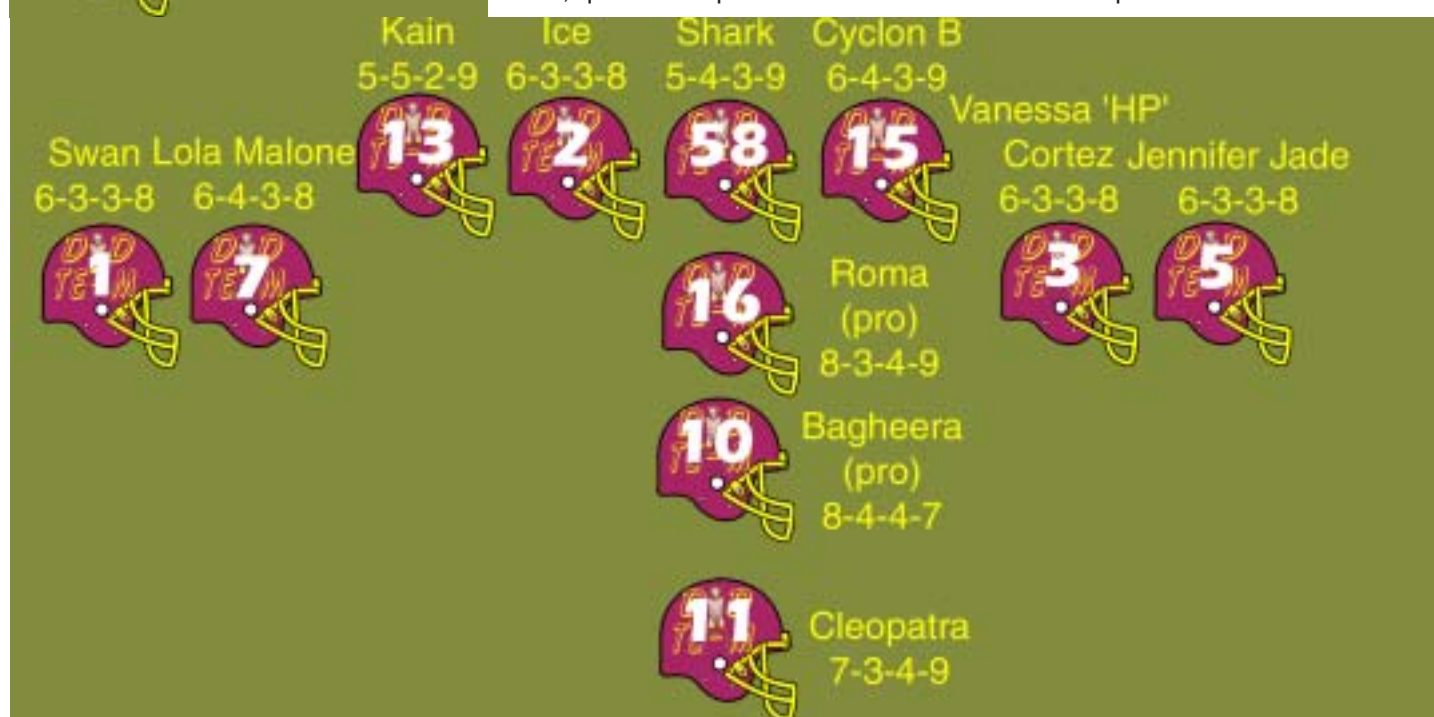 Kain
5-5-2-9
13
Ice
6-3-3-8
2
Shark
5-4-3-9
58
Cyclon B
6-4-3-9
15
Swan
6-3-3-8
1
Lola Malone
6-4-3-8
7
Vanessa 'HP'
Cortez
6-3-3-8
3
Jennifer Jade
6-3-3-8
5
16
Roma
(pro)
8-3-4-9
10
Bagheera
(pro)
8-4-4-7
11
Cleopatra
7-3-4-9